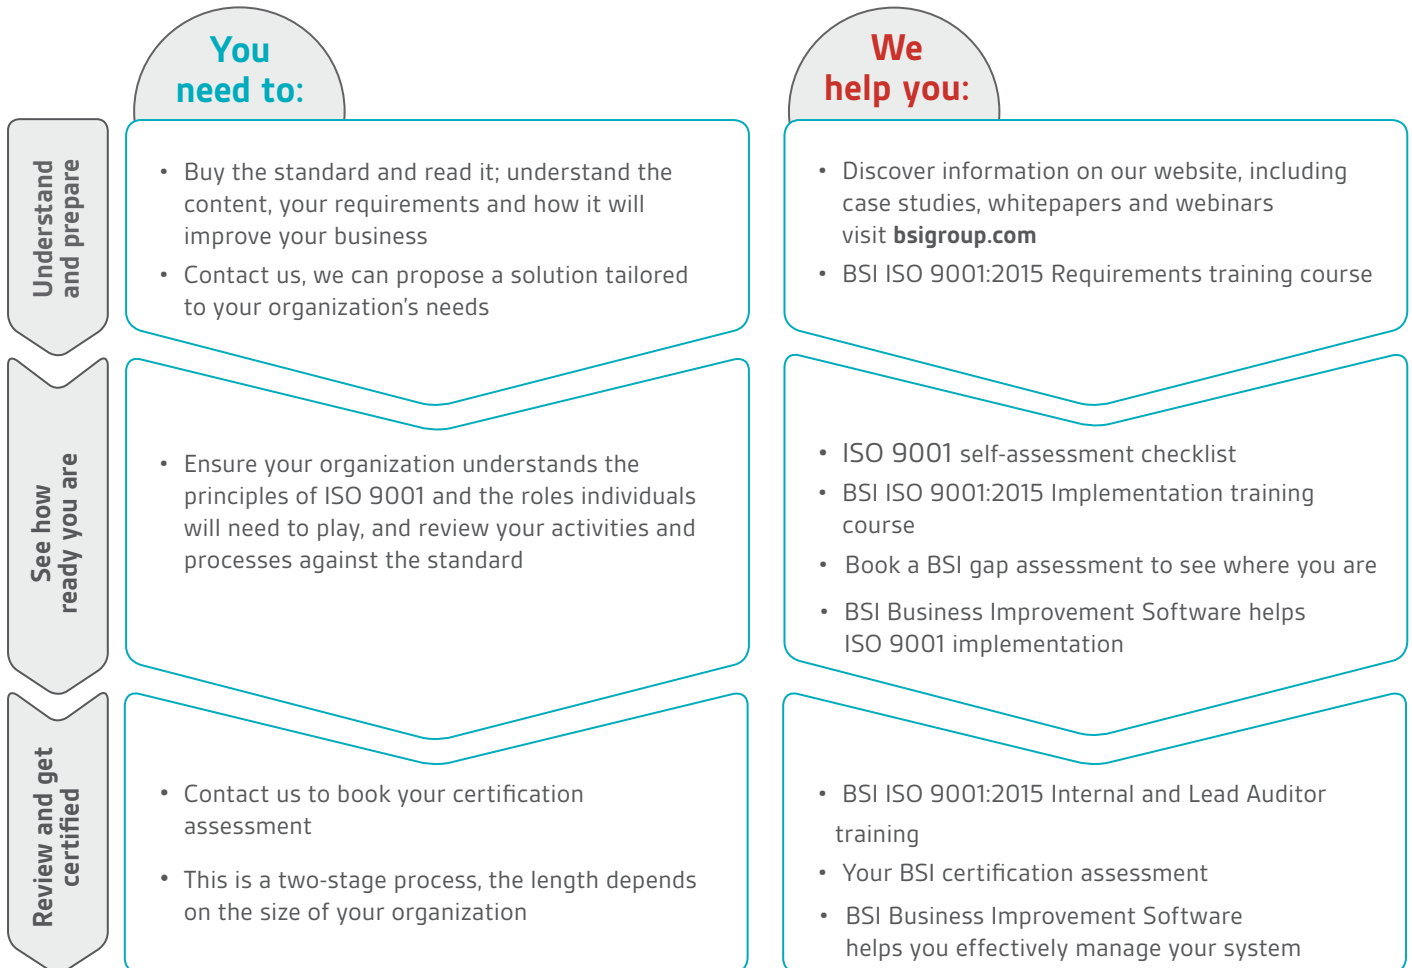 You
need to:
We
help you:
Understand
and prepare
• Buy the standard and read it; understand the
content, your requirements and how it will
improve your business
• Contact us, we can propose a solution tailored
to your organization's needs
• Discover information on our website, including
case studies, whitepapers and webinars
visit bsigroup.com
• BSI ISO 9001:2015 Requirements training course
See how
ready you are
• Ensure your organization understands the
principles of ISO 9001 and the roles individuals
will need to play, and review your activities and
processes against the standard
• ISO 9001 self-assessment checklist
• BSI ISO 9001:2015 Implementation training
course
• Book a BSI gap assessment to see where you are
• BSI Business Improvement Software helps
ISO 9001 implementation
Review and get
certified
• Contact us to book your certification
assessment
• This is a two-stage process, the length depends
on the size of your organization
• BSI ISO 9001:2015 Internal and Lead Auditor
training
• Your BSI certification assessment
• BSI Business Improvement Software
helps you effectively manage your system